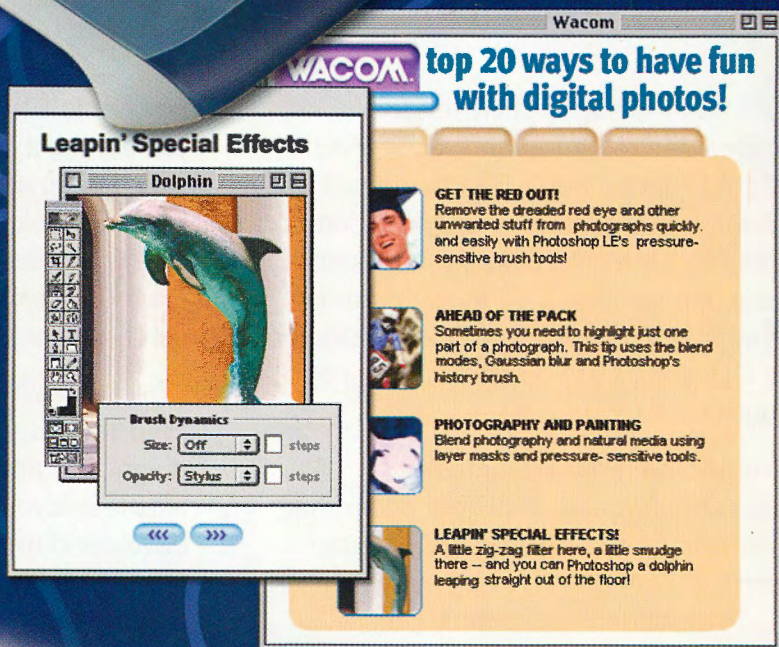 Wacom
WACOM
top 20 ways to have fun
with digital photos!
Leapin' Special Effects
Dolphin
Brush Dynamics
Size: Off steps
Opacity: Stylus steps
<<< >>>
GET THE RED OUT!
Remove the dreaded red eye and other
unwanted stuff from photographs quickly.
and easily with Photoshop LE's pressure-
sensitive brush tools!
AHEAD OF THE PACK
Sometimes you need to highlight just one
part of a photograph. This tip uses the blend
modes, Gaussian blur and Photoshop's
history brush.
PHOTOGRAPHY AND PAINTING
Blend photography and natural media using
layer masks and pressure- sensitive tools.
LEAPIN' SPECIAL EFFECTS!
A little zig-zag filter here, a little smudge
there -- and you can Photoshop a dolphin
leaping straight out of the floor!